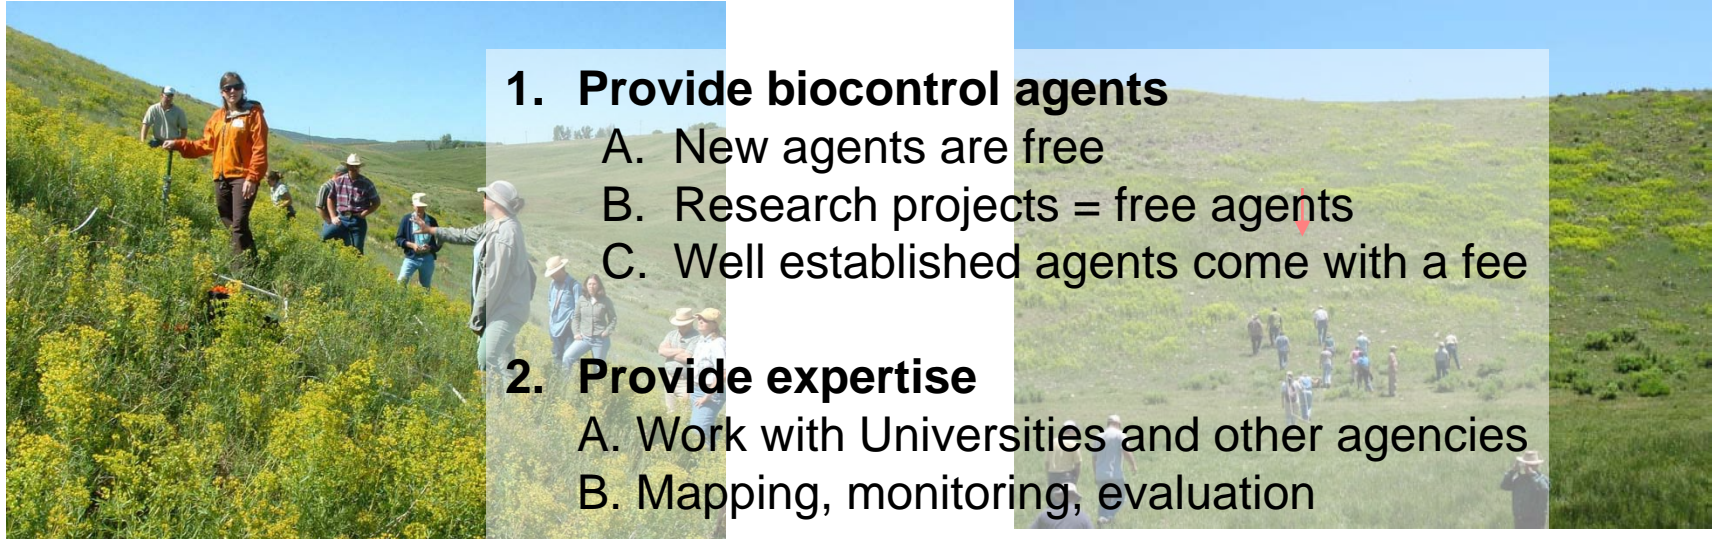 1. Provide biocontrol agents
A. New agents are free
B. Research projects = free agents
C. Well established agents come with a fee
2. Provide expertise
A. Work with Universities and other agencies
B. Mapping, monitoring, evaluation